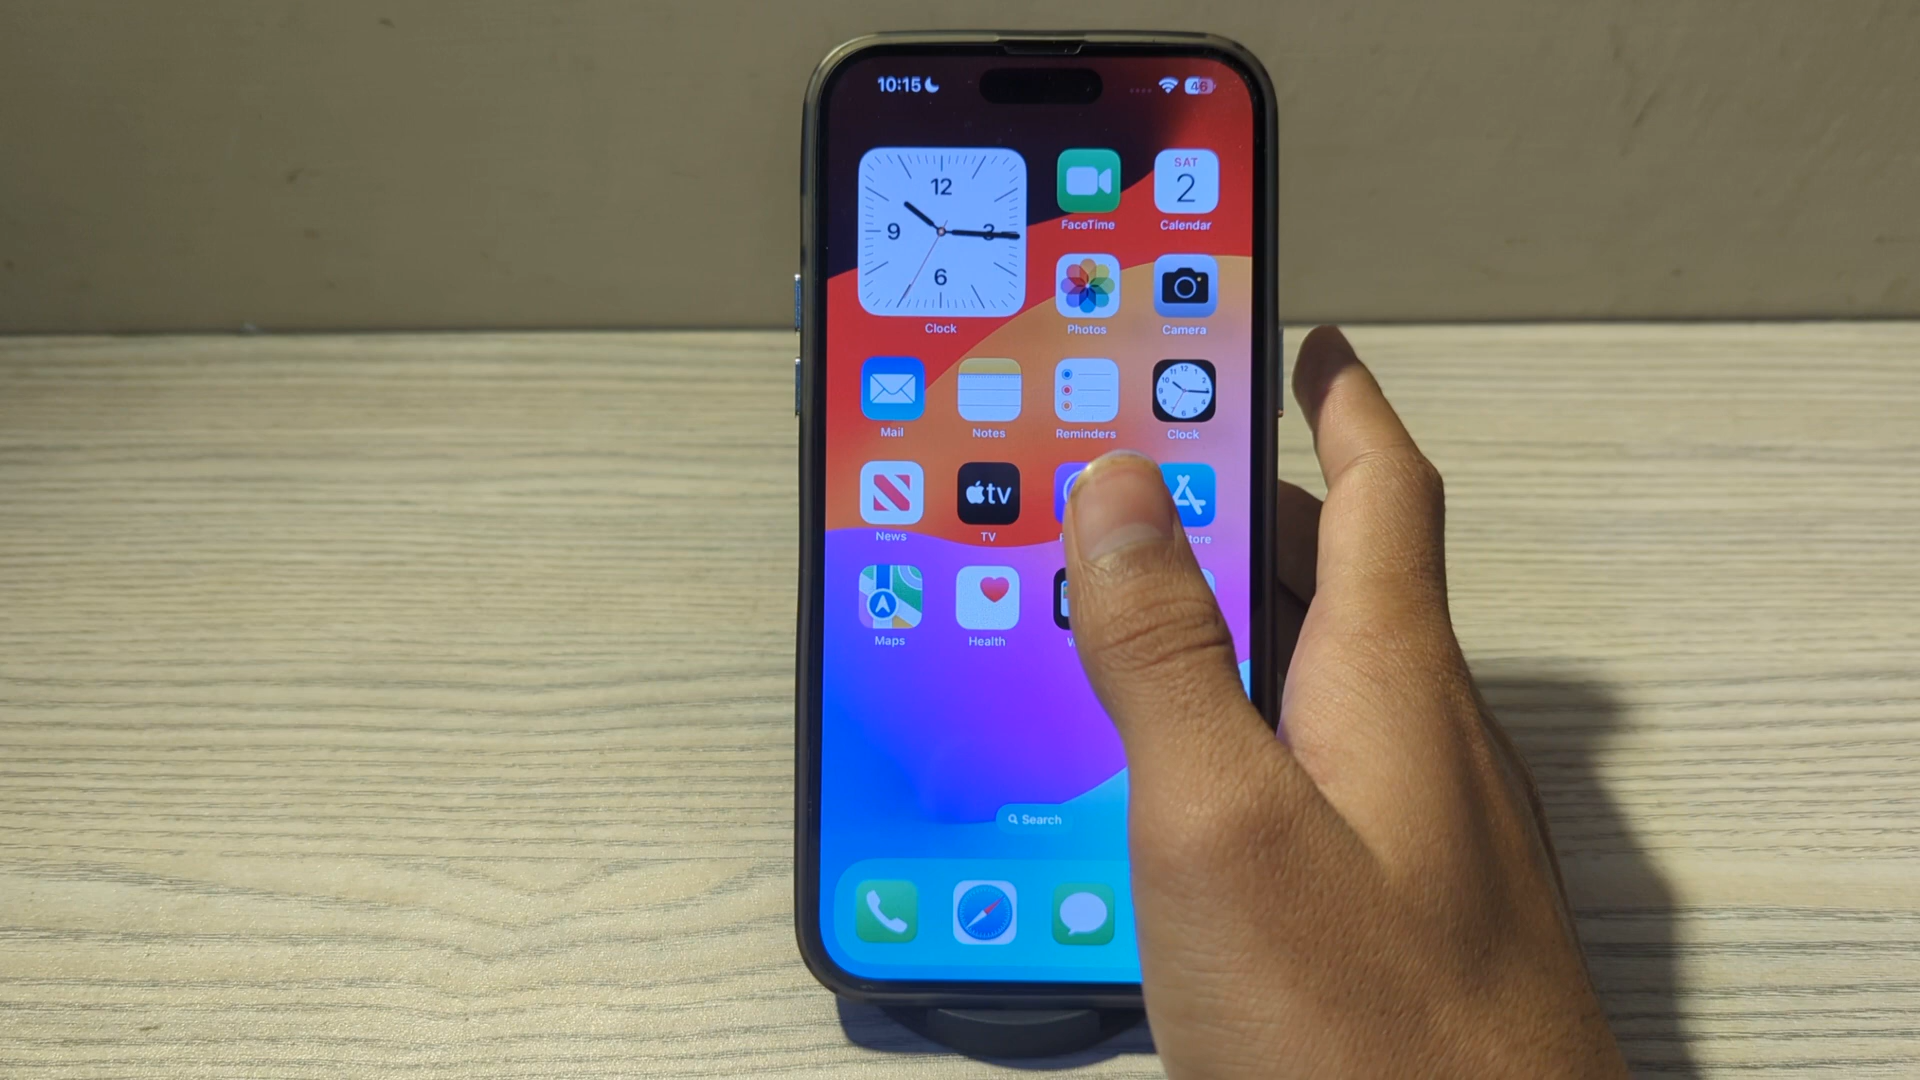 10:15
46
12
9
3
6
Clock
FaceTime
SAT
2
Calendar
Photos
Camera
Mail
Notes
Reminders
Clock
News
tv
TV
Maps
Health
Search